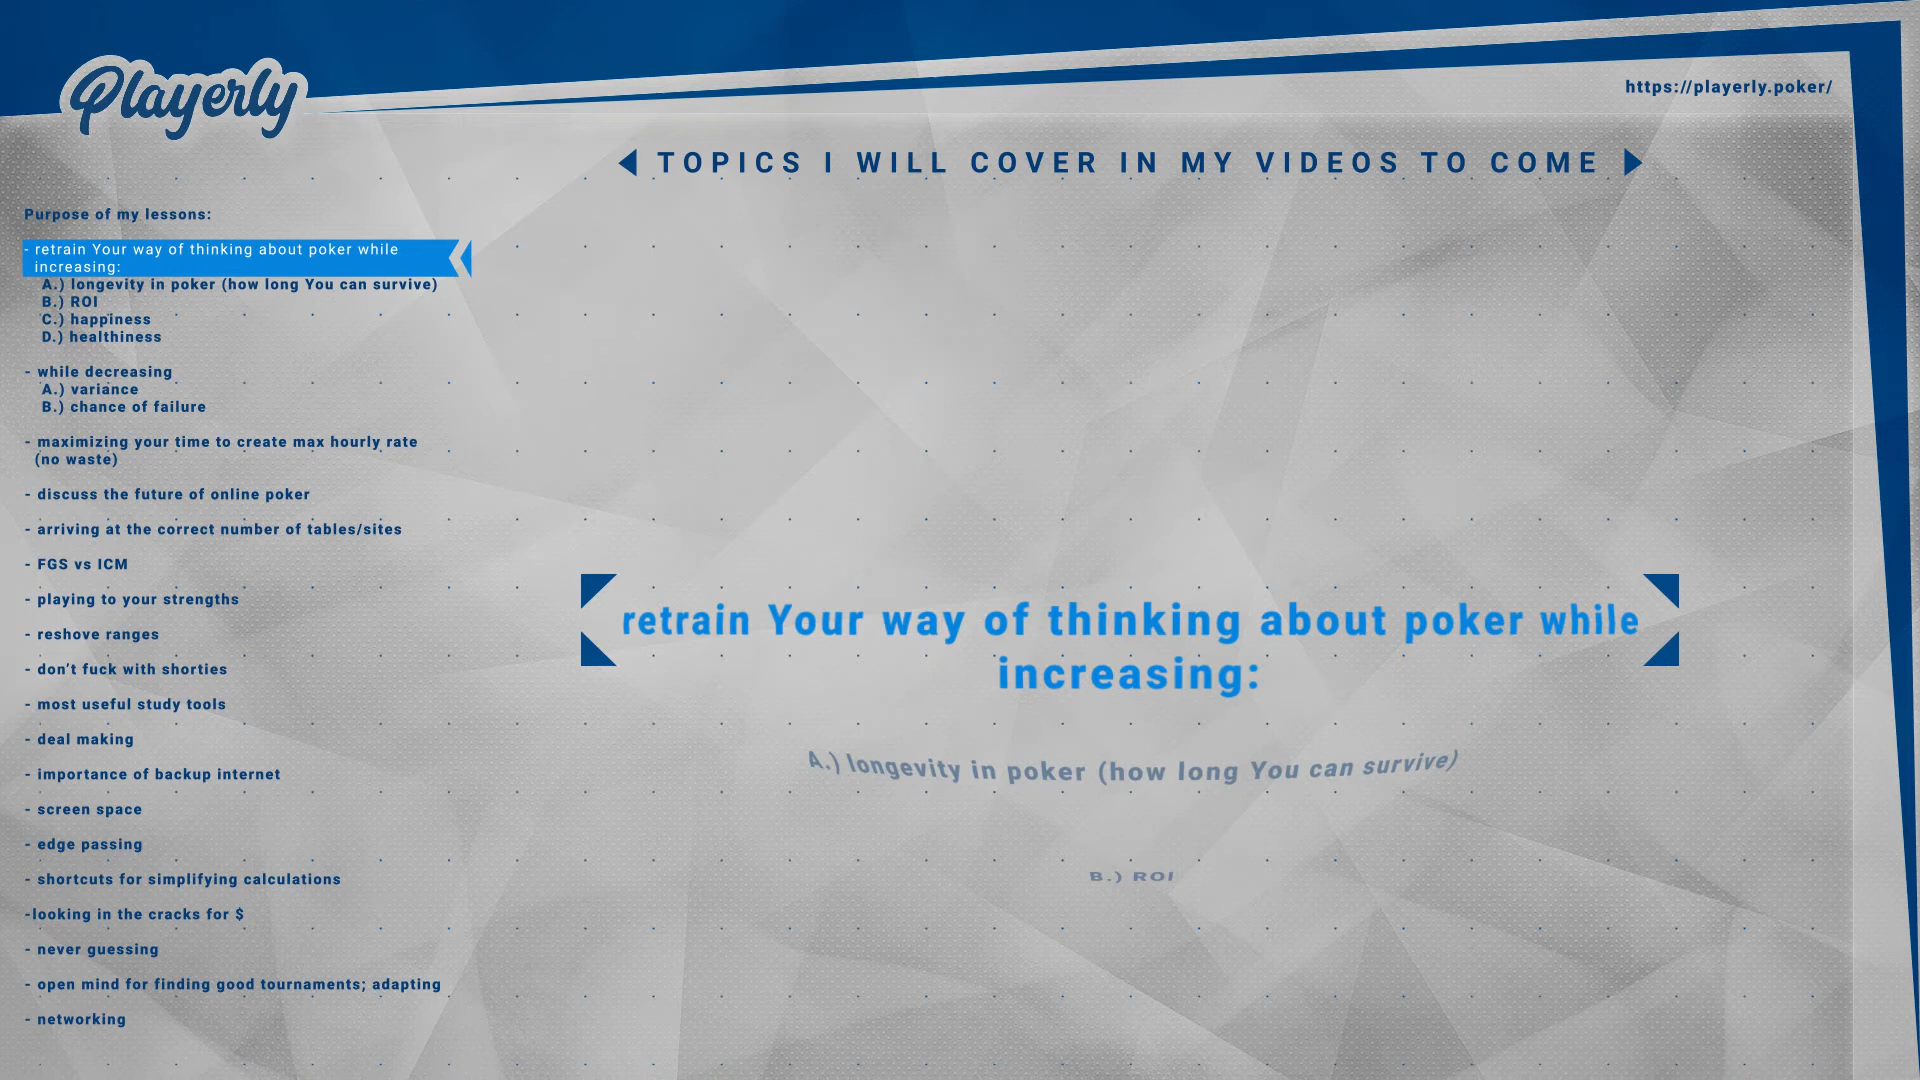 Playerly
https://playerly.poker/
TOPICS I WILL COVER IN MY VIDEOS TO COME
Purpose of my lessons:
- retrain Your way of thinking about poker while
increasing:
A.) longevity in poker (how long You can survive)
B.) ROI
C.) happiness
D.) healthiness
- while decreasing
A.) variance
B.) chance of failure
- maximizing your time to create max hourly rate
(no waste)
- discuss the future of online poker
- arriving at the correct number of tables/sites
- FGS vs ICM
- playing to your strengths
- reshove ranges
- don’t fuck with shorties
- most useful study tools
- deal making
- importance of backup internet
- screen space
- edge passing
- shortcuts for simplifying calculations
-looking in the cracks for $
- never guessing
- open mind for finding good tournaments; adapting
- networking
retrain Your way of thinking about poker while
increasing:
A.) longevity in poker (how long You can survive)
B.) ROI